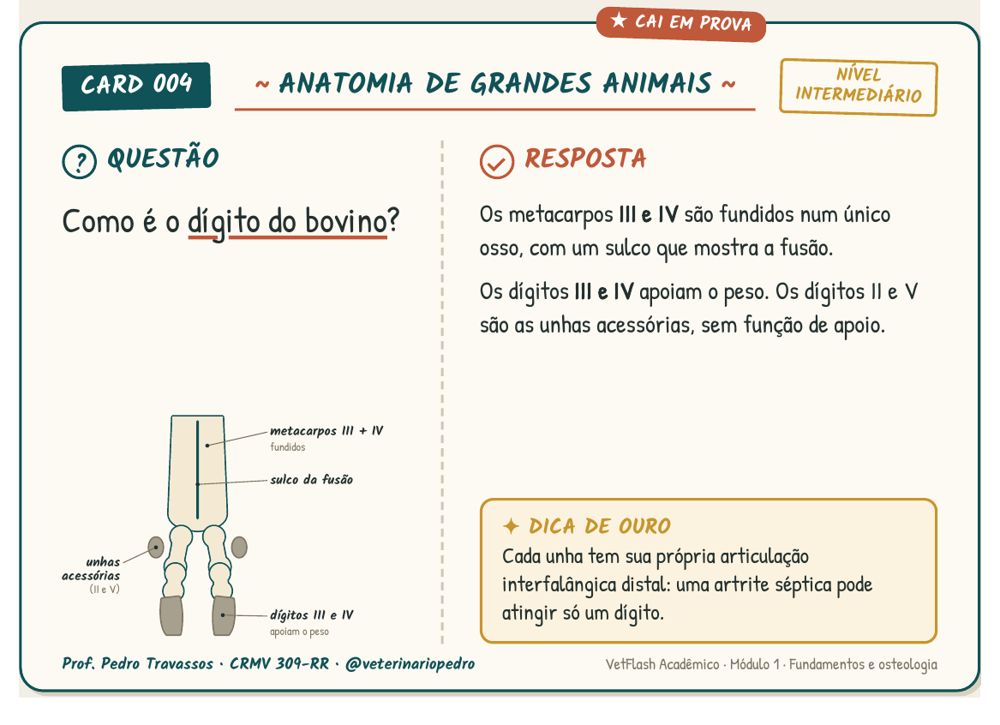 ★ CAI EM PROVA
CARD 004
~ ANATOMIA DE GRANDES ANIMAIS ~
NÍVEL
INTERMEDIÁRIO
? QUESTÃO
Como é o dígito do bovino?
metacarpos III + IV
fundidos
sulco da fusão
unhas
acessórias
(II e V)
dígitos III e IV
apoiam o peso
RESPOSTA
Os metacarpos III e IV são fundidos num único
osso, com um sulco que mostra a fusão.
Os dígitos III e IV apoiam o peso. Os dígitos II e V
são as unhas acessórias, sem função de apoio.
✦ DICA DE OURO
Cada unha tem sua própria articulação
interfalângica distal: uma artrite séptica pode
atingir só um dígito.
Prof. Pedro Travassos · CRMV 309-RR · @veterinariopedro
VetFlash Acadêmico · Módulo 1 · Fundamentos e osteologia